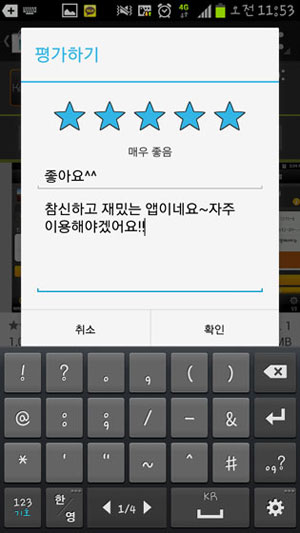 4G
오전 11:53
평가하기
매우 좋음
좋아요^^
참신하고 재밌는 앱이네요~자주
이용해야겠어요!!
취소
확인
! ? . , ( )
@ : ; / - &
* ' " ~ ^ #
.,?
123
기호
한/영
1/4
KR